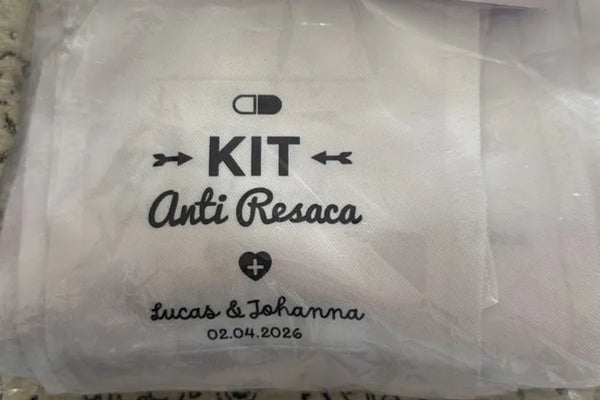 KIT
Anti Resaca
Lucas & Johanna
02.04.2026